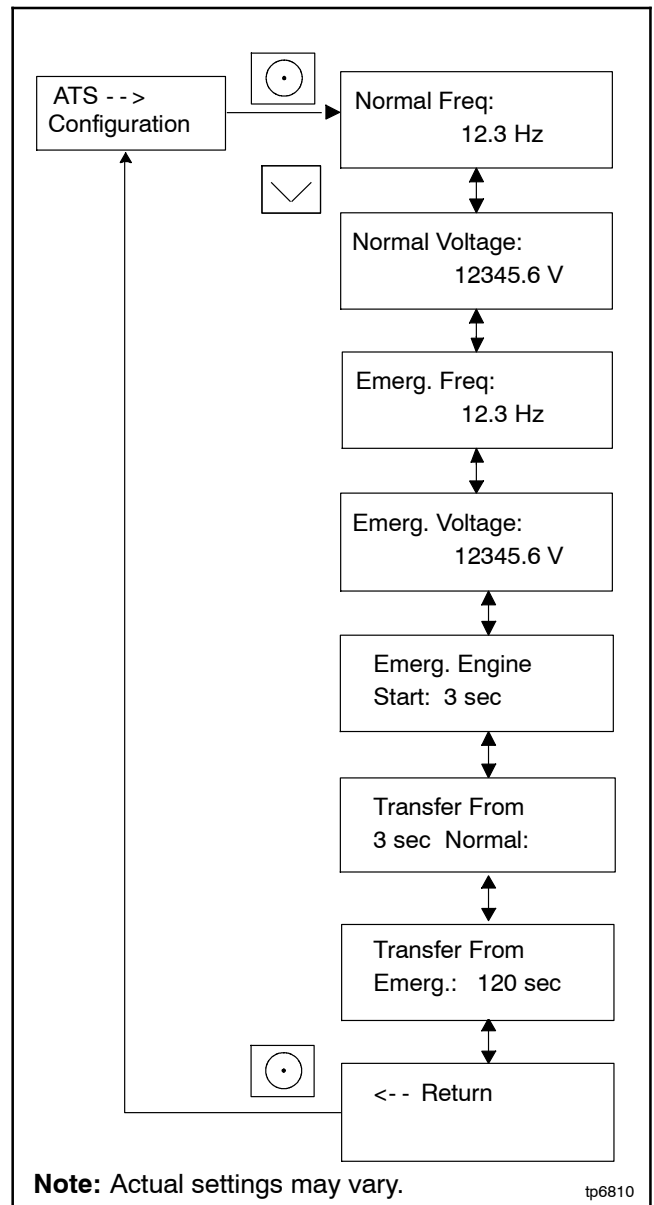 ATS - ->
Configuration
Normal Freq:
12.3 Hz
Normal Voltage:
12345.6 V
Emerg. Freq:
12.3 Hz
Emerg. Voltage:
12345.6 V
Emerg. Engine
Start: 3 sec
Transfer From
3 sec Normal:
Transfer From
Emerg.: 120 sec
<- - Return
Note: Actual settings may vary.
tp6810